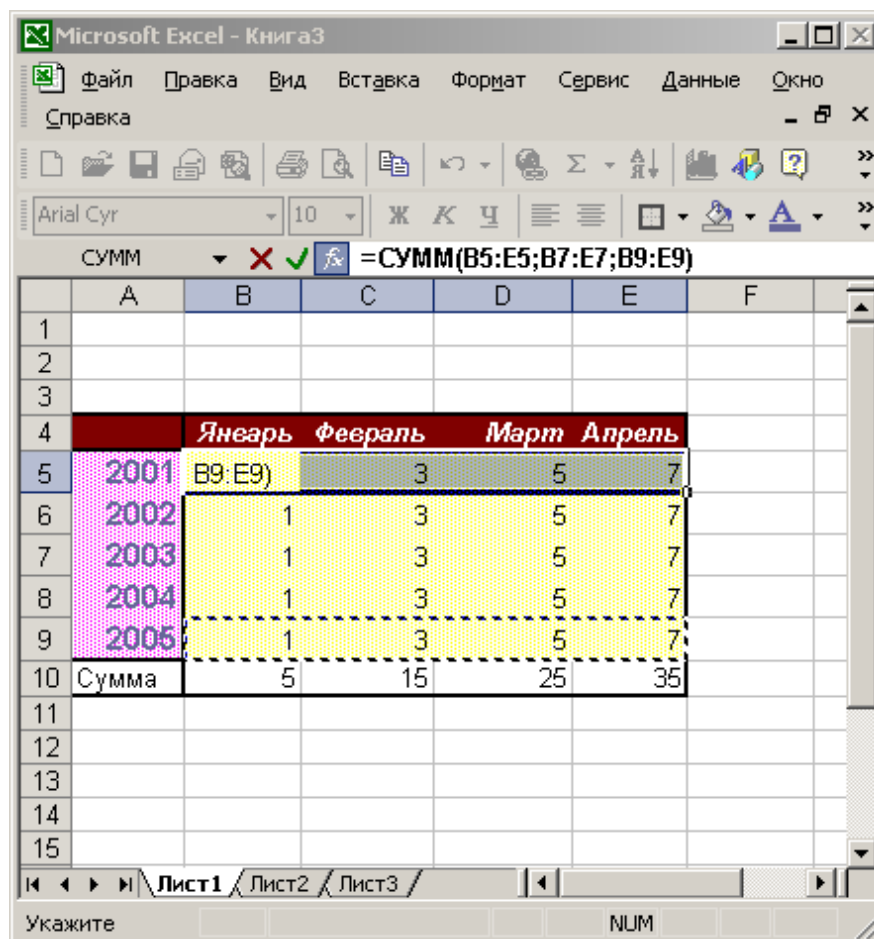 Microsoft Excel - Книга3
Файл Правка Вид Вставка Формат Сервис Данные Окно
Справка
Arial Cyr 10 Ж К Ч
СУММ =СУММ(B5:E5;B7:E7;B9:E9)
A B C D E F
1
2
3
4 Январь Февраль Март Апрель
5 2001 B9:E9) 3 5 7
6 2002 1 3 5 7
7 2003 1 3 5 7
8 2004 1 3 5 7
9 2005 1 3 5 7
10 Сумма 5 15 25 35
11
12
13
14
15
Лист1 Лист2 Лист3
Укажите NUM